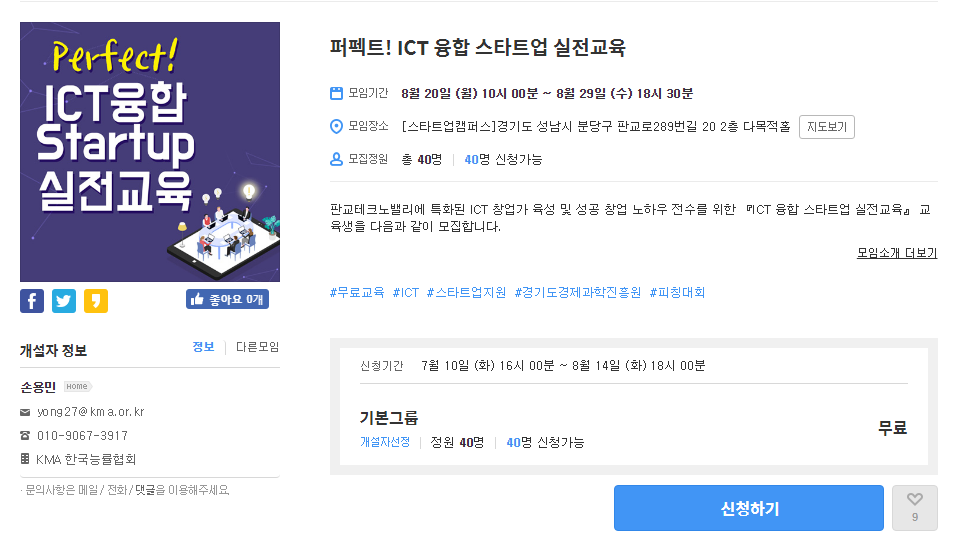 Perfect!
ICT융합
Startup
실전교육
좋아요 0개
개설자 정보
정보 | 다른모임
손용민 Home
yong27@kma.or.kr
010-9067-3917
KMA 한국능률협회
· 문의사항은 메일 / 전화 / 댓글을 이용해주세요.
퍼펙트! ICT 융합 스타트업 실전교육
모임기간 8월 20일 (월) 10시 00분 ~ 8월 29일 (수) 18시 30분
모임장소 [스타트업캠퍼스]경기도 성남시 분당구 판교로289번길 20 2층 다목적홀 지도보기
모집정원 총 40명 | 40명 신청가능
판교테크노밸리에 특화된 ICT 창업가 육성 및 성공 창업 노하우 전수를 위한 『ICT 융합 스타트업 실전교육』 교
육생을 다음과 같이 모집합니다.
모임소개 더보기
#무료교육 #ICT #스타트업지원 #경기도경제과학진흥원 #피칭대회
신청기간 7월 10일 (화) 16시 00분 ~ 8월 14일 (화) 18시 00분
기본그룹
무료
개설자선정 | 정원 40명 | 40명 신청가능
신청하기
9